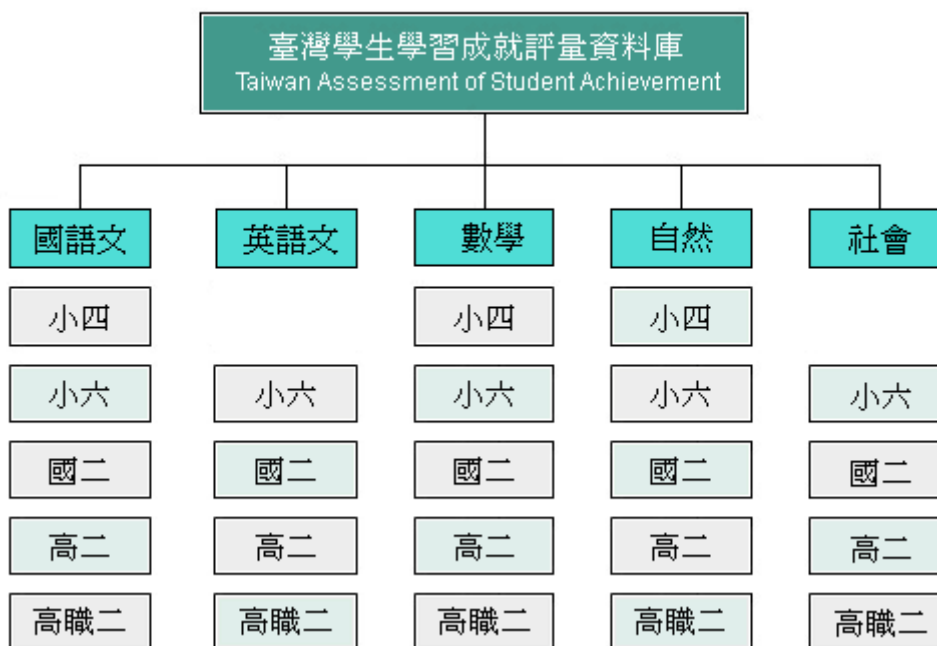 臺灣學生學習成就評量資料庫
Taiwan Assessment of Student Achievement
國語文 英語文 數學 自然 社會
小四 小四 小四
小六 小六 小六 小六 小六
國二 國二 國二 國二 國二
高二 高二 高二 高二 高二
高職二 高職二 高職二 高職二 高職二